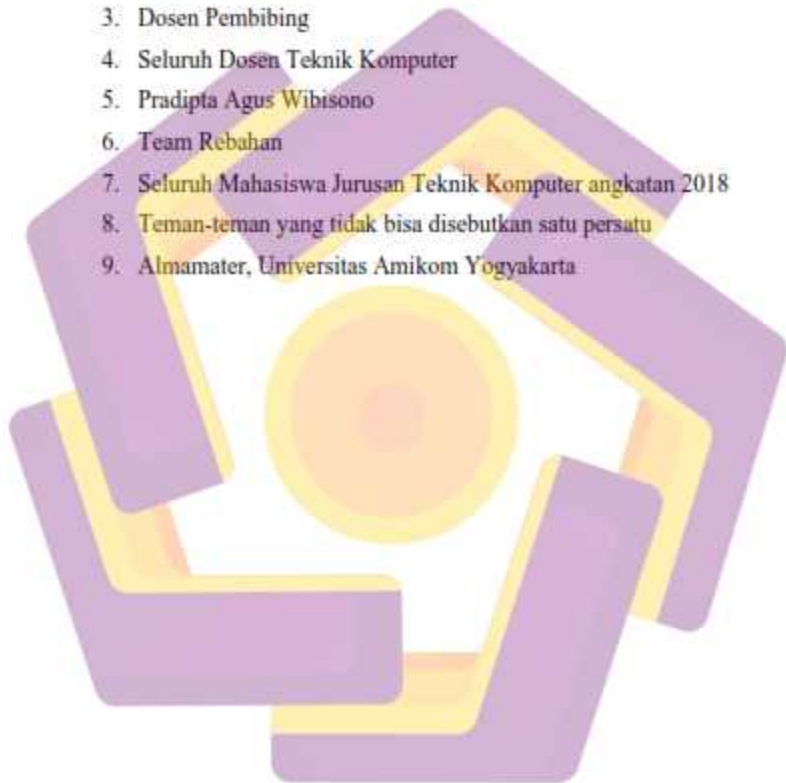 3. Dosen Pembibing
4. Seluruh Dosen Teknik Komputer
5. Pradipta Agus Wibisono
6. Team Rebahan
7. Seluruh Mahasiswa Jurusan Teknik Komputer angkatan 2018
8. Teman-teman yang tidak bisa disebutkan satu persatu
9. Almamater, Universitas Amikom Yogyakarta